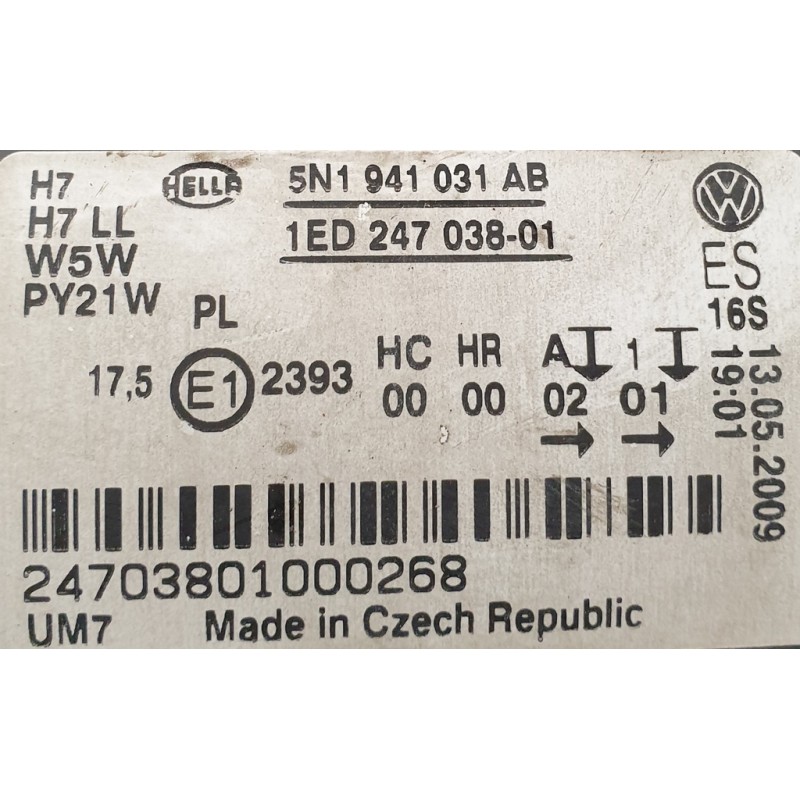 H7
H7 LL
W5W
PY21W
HELLA
5N1 941 031 AB
1ED 247 038-01
VW
ES
16S
13.05.2009
19:01
PL
17,5 E1 2393
HC HR A 1
00 00 02 01
24703801000268
UM7 Made in Czech Republic